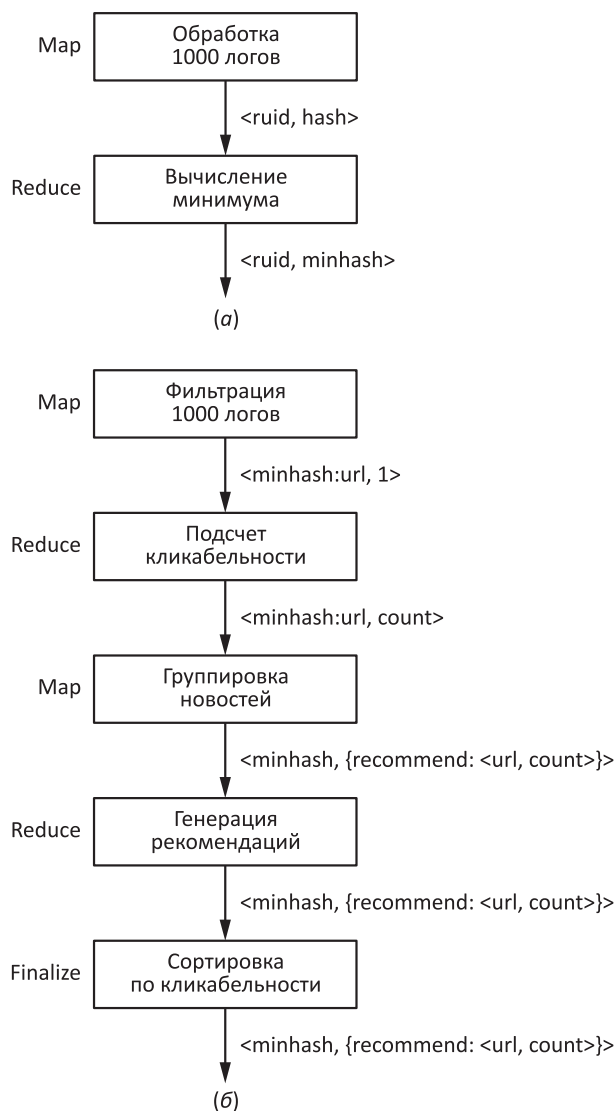 Map
Обработка
1000 логов
<ruid, hash>
Reduce
Вычисление
минимума
<ruid, minhash>
(а)
Map
Фильтрация
1000 логов
<minhash:url, 1>
Reduce
Подсчет
кликабельности
<minhash:url, count>
Map
Группировка
новостей
<minhash, {recommend: <url, count>}>
Reduce
Генерация
рекомендаций
<minhash, {recommend: <url, count>}>
Finalize
Сортировка
по кликабельности
<minhash, {recommend: <url, count>}>
(б)